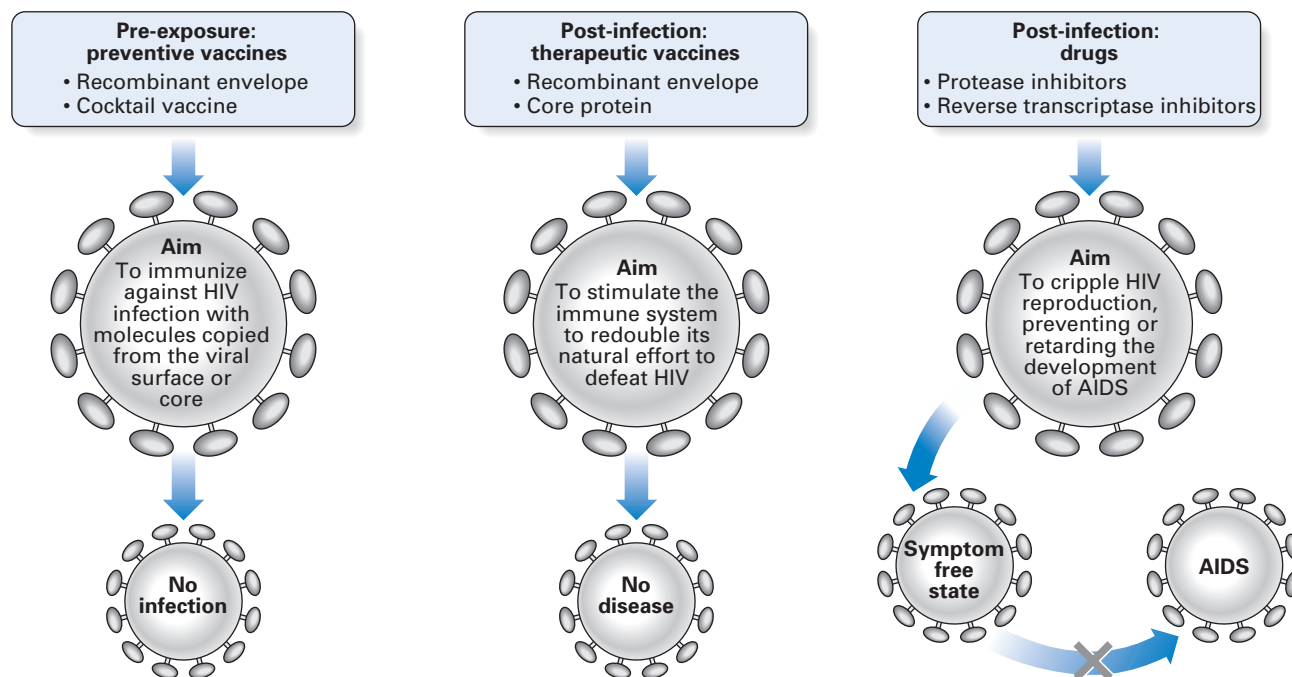 Pre-exposure:
preventive vaccines
• Recombinant envelope
• Cocktail vaccine
Aim
To immunize
against HIV
infection with
molecules copied
from the viral
surface or
core
No
infection
Post-infection:
therapeutic vaccines
• Recombinant envelope
• Core protein
Aim
To stimulate the
immune system
to redouble its
natural effort to
defeat HIV
No
disease
Post-infection:
drugs
• Protease inhibitors
• Reverse transcriptase inhibitors
Aim
To cripple HIV
reproduction,
preventing or
retarding the
development
of AIDS
Symptom
free
state
AIDS